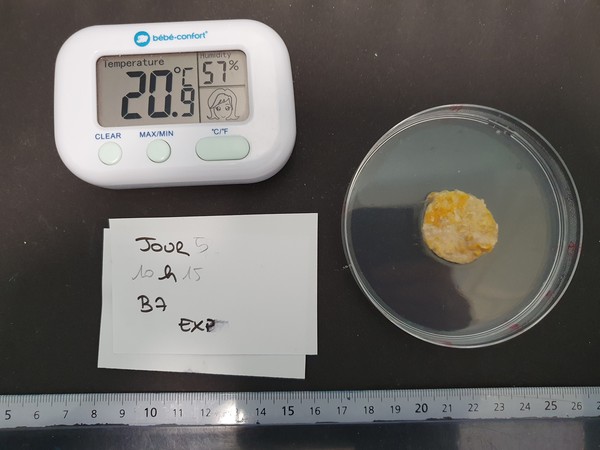 bébé-confort
Temperature
20.9°C
Humidity
57%
CLEAR
MAX/MIN
°C/°F
JOUR 5
10 h 15
B7
EXP
5 6 7 8 9 10 11 12 13 14 15 16 17 18 19 20 21 22 23 24 25 26